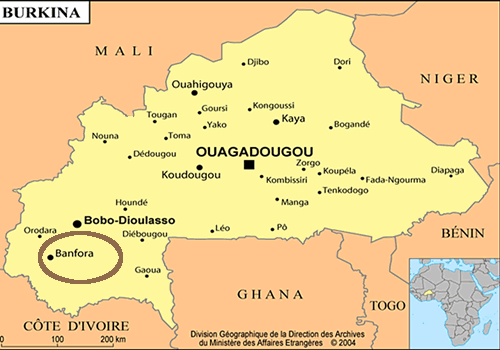 BURKINA
MALI
NIGER
Djibo
Dori
Ouahigouya
Goursi
Kongoussi
Tougan
Yako
Kaya
Bogandé
Nouna
Toma
Dédougou
OUAGADOUGOU
Koudougou
Zorgo
Kombissiri
Koupéla
Fada-Ngourma
Diapaga
Tenkodogo
Houndé
Manga
Bobo-Dioulasso
Orodara
Diébougou
Léo
Pô
Banfora
Gaoua
BÉNIN
GHANA
TOGO
CÔTE D'IVOIRE
100
200 km
Division Géographique de la Direction des Archives
du Ministère des Affaires Etrangères © 2004